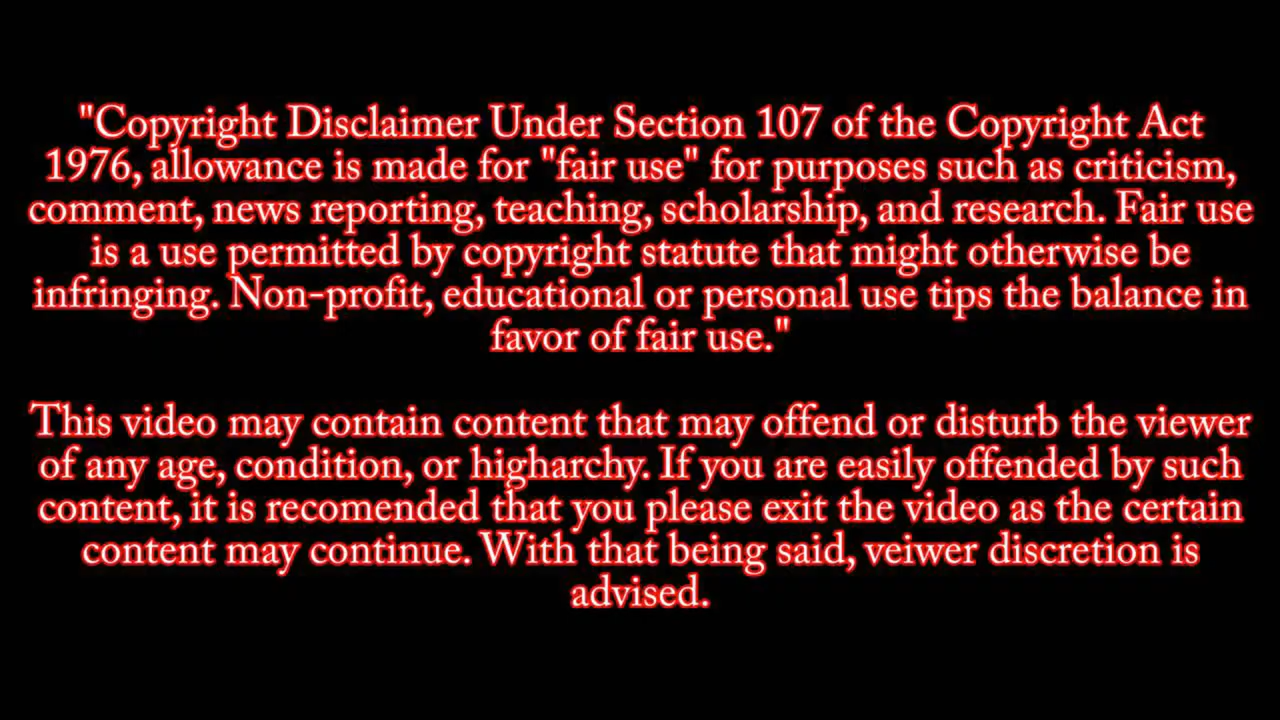 "Copyright Disclaimer Under Section 107 of the Copyright Act
1976, allowance is made for "fair use" for purposes such as criticism,
comment, news reporting, teaching, scholarship, and research. Fair use
is a use permitted by copyright statute that might otherwise be
infringing. Non-profit, educational or personal use tips the balance in
favor of fair use."
This video may contain content that may offend or disturb the viewer
of any age, condition, or higharchy. If you are easily offended by such
content, it is recomended that you please exit the video as the certain
content may continue. With that being said, veiwer discretion is
advised.